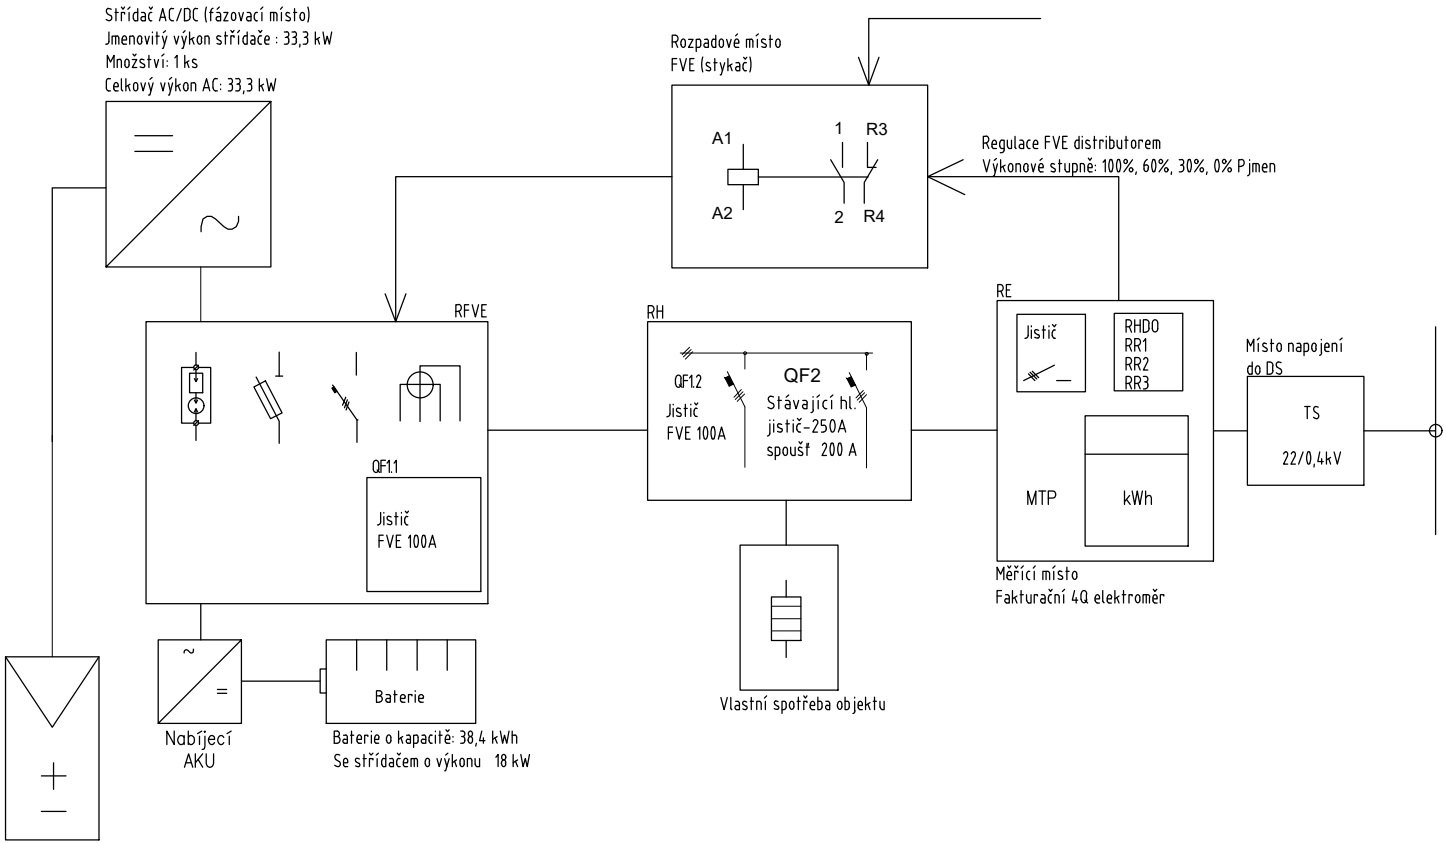 Střídač AC/DC (fázovací místo)
Jmenovitý výkon střídače : 33,3 kW
Množství: 1 ks
Celkový výkon AC: 33,3 kW
Rozpadové místo
FVE (stykač)
A1
A2
1
R3
2
R4
Regulace FVE distributorem
Výkonové stupně: 100%, 60%, 30%, 0% Pjmen
RFVE
QF1.1
Jistič
FVE 100A
RH
QF1.2
Jistič
FVE 100A
QF2
Stávající hl.
jistič-250A
spoušť 200 A
RE
Jistič
RHDO
RR1
RR2
RR3
MTP
kWh
Měřící místo
Fakturační 4Q elektroměr
Místo napojení
do DS
TS
22/0,4kV
Vlastní spotřeba objektu
Nabíjecí
AKU
Baterie
Baterie o kapacitě: 38,4 kWh
Se střídačem o výkonu 18 kW